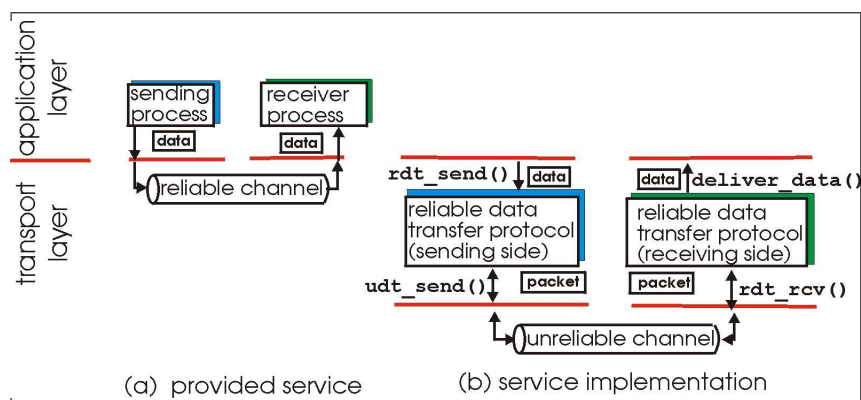 application
layer
transport
layer
sending
process
data
receiver
process
data
reliable channel
(a) provided service
rdt_send()
data
reliable data
transfer protocol
(sending side)
udt_send()
packet
data
deliver_data()
reliable data
transfer protocol
(receiving side)
packet
rdt_rcv()
unreliable channel
(b) service implementation